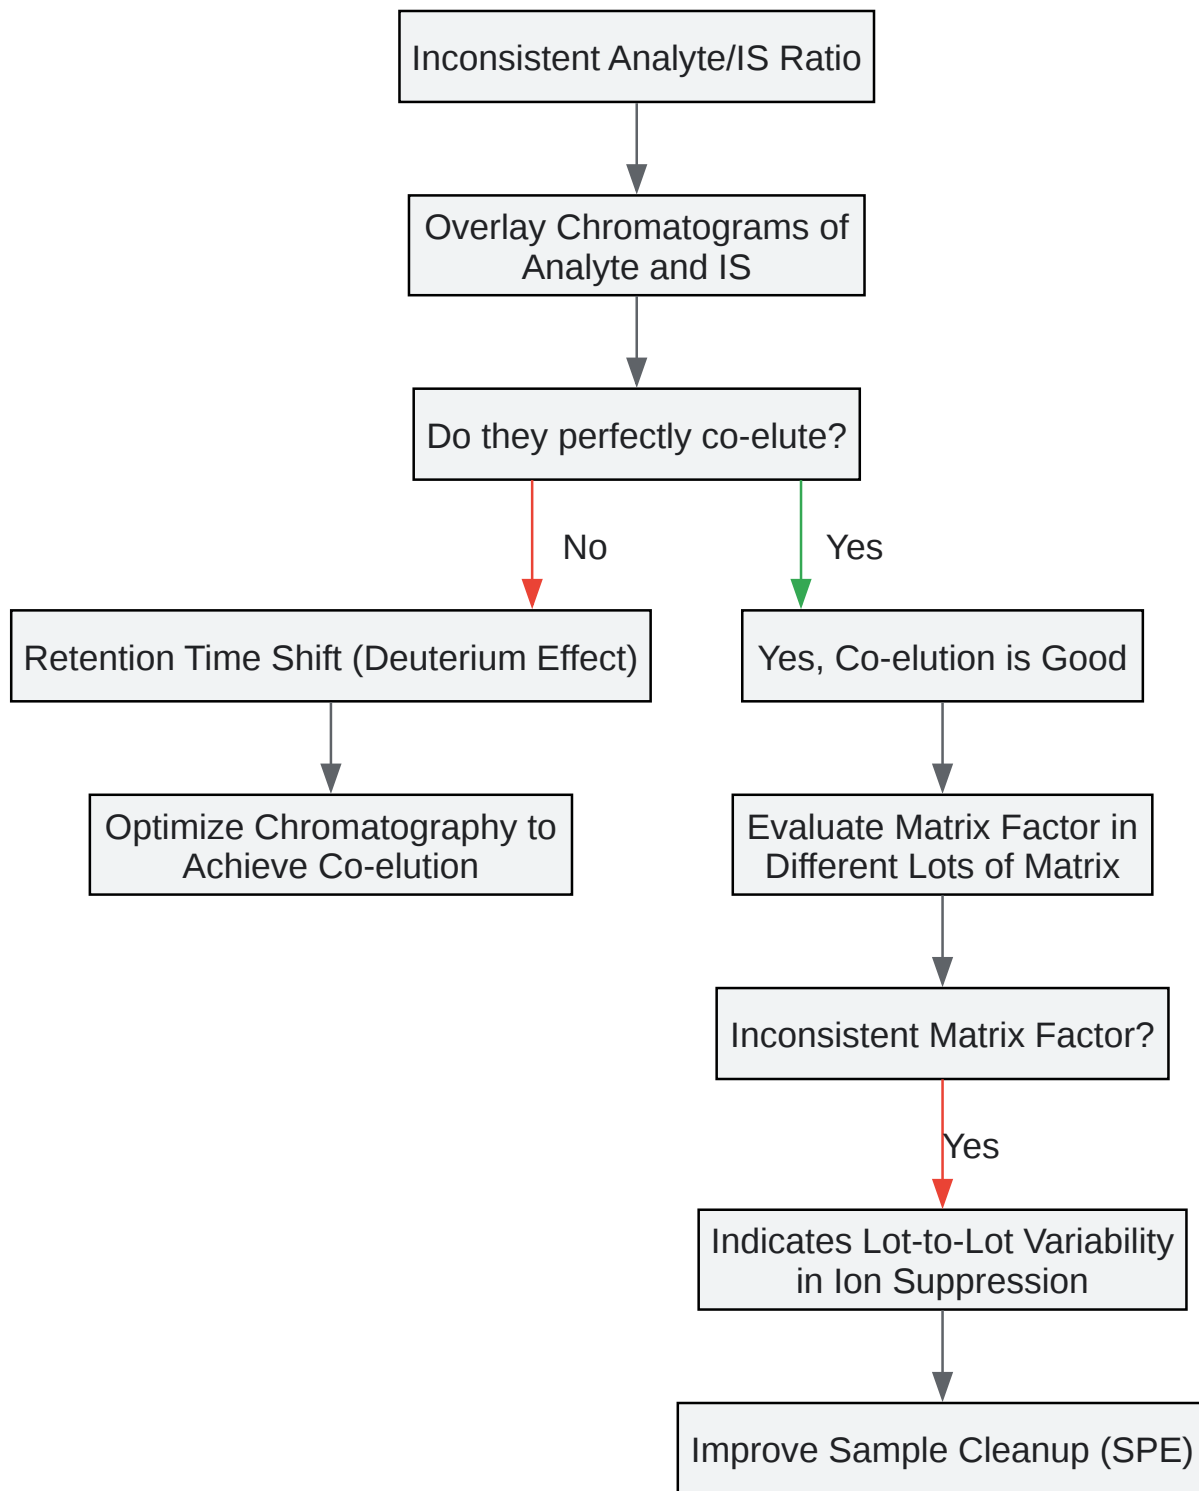 Inconsistent Analyte/IS Ratio
Overlay Chromatograms of
Analyte and IS
Do they perfectly co-elute?
No
Yes
Retention Time Shift (Deuterium Effect)
Yes, Co-elution is Good
Optimize Chromatography to
Achieve Co-elution
Evaluate Matrix Factor in
Different Lots of Matrix
Inconsistent Matrix Factor?
Yes
Indicates Lot-to-Lot Variability
in Ion Suppression
Improve Sample Cleanup (SPE)